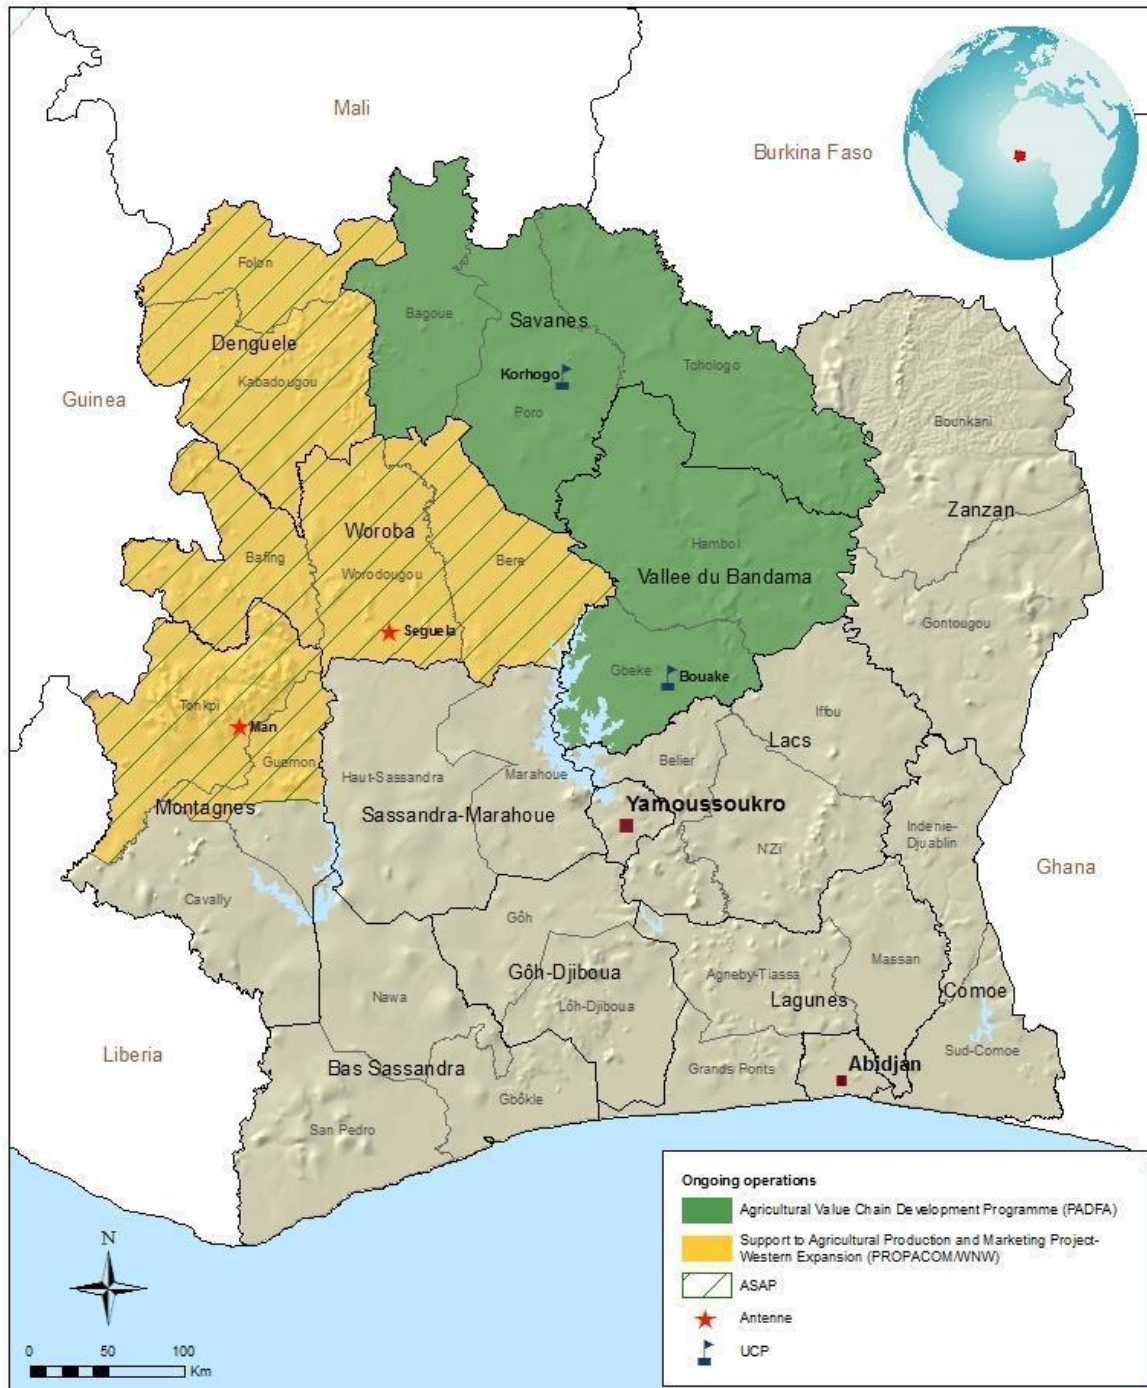 Mali
Burkina Faso
Folon
Bagoue
Savanes
Denguele
Tchologo
Korhogo
Kabadougou
Guinea
Poro
Bounkani
Zanzan
Woroba
Hambol
Bafing
Bere
Worodougou
Vallee du Bandama
Gontougou
Seguela
Gbeke
Bouake
Tonkpi
Iffou
Man
Lacs
Guemon
Belier
Haut-Sassandra
Marahoue
Montagnes
Yamoussoukro
Sassandra-Marahoue
Indenie-
Djuablin
N'Zi
Ghana
Cavally
Gôh
Massan
Gôh-Djiboua
Agneby-Tiassa
Nawa
Lôh-Djiboua
Lagunes
Cómoe
Liberia
Sud-Comoe
Bas Sassandra
Grands Ponts
Abidjan
Gbôkle
San Pedro
Ongoing operations
Agricultural Value Chain Development Programme (PADFA)
Support to Agricultural Production and Marketing Project-
Western Expansion (PROPACOM/WNW)
ASAP
Antenne
UCP
N
0 50 100
Km